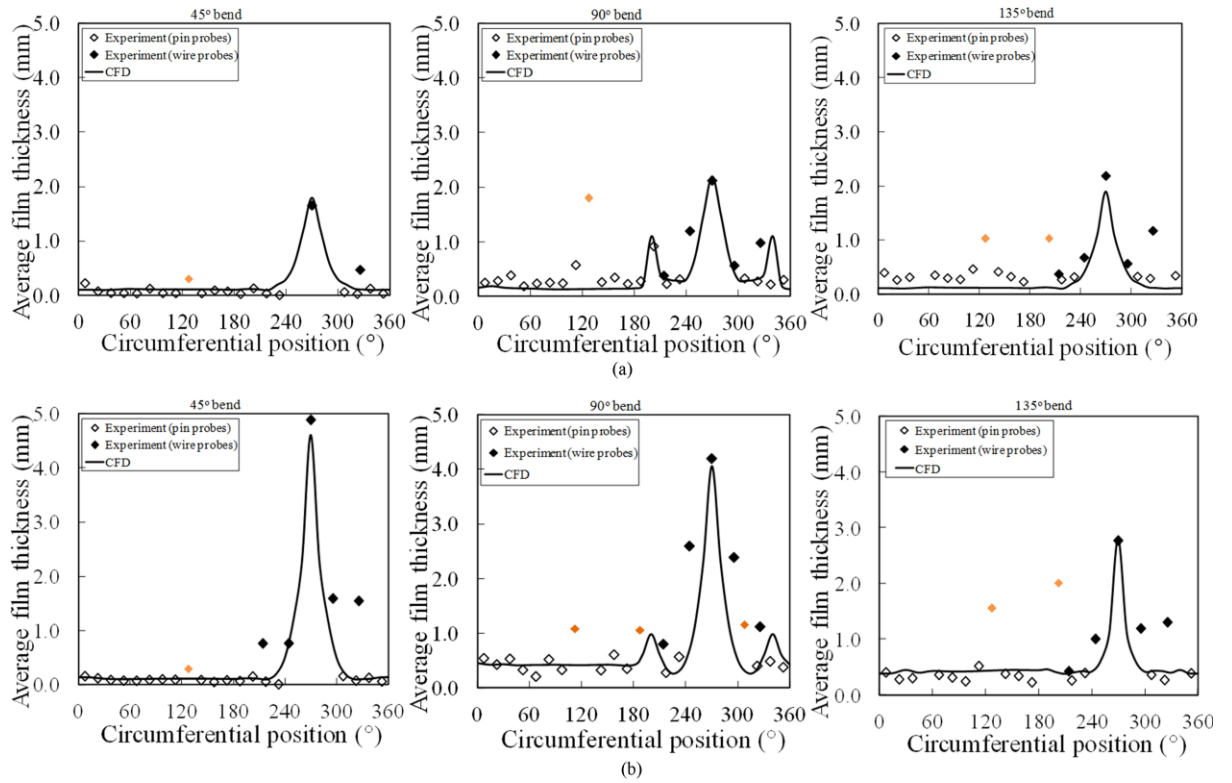 45° bend
Average film thickness (mm)
5.0
4.0
3.0
2.0
1.0
0.0
Experiment (pin probes)
Experiment (wire probes)
CFD
0 60 120 180 240 300 360
Circumferential position (°)
90° bend
Average film thickness (mm)
5.0
4.0
3.0
2.0
1.0
0.0
Experiment (pin probes)
Experiment (wire probes)
CFD
0 60 120 180 240 300 360
Circumferential position (°)
135° bend
Average film thickness (mm)
5.0
4.0
3.0
2.0
1.0
0.0
Experiment (pin probes)
Experiment (wire probes)
CFD
0 60 120 180 240 300 360
Circumferential position (°)
(a)
45° bend
Average film thickness (mm)
5.0
4.0
3.0
2.0
1.0
0.0
Experiment (pin probes)
Experiment (wire probes)
CFD
0 60 120 180 240 300 360
Circumferential position (°)
90° bend
Average film thickness (mm)
5.0
4.0
3.0
2.0
1.0
0.0
Experiment (pin probes)
Experiment (wire probes)
CFD
0 60 120 180 240 300 360
Circumferential position (°)
135° bend
Average film thickness (mm)
5.0
4.0
3.0
2.0
1.0
0.0
Experiment (pin probes)
Experiment (wire probes)
CFD
0 60 120 180 240 300 360
Circumferential position (°)
(b)